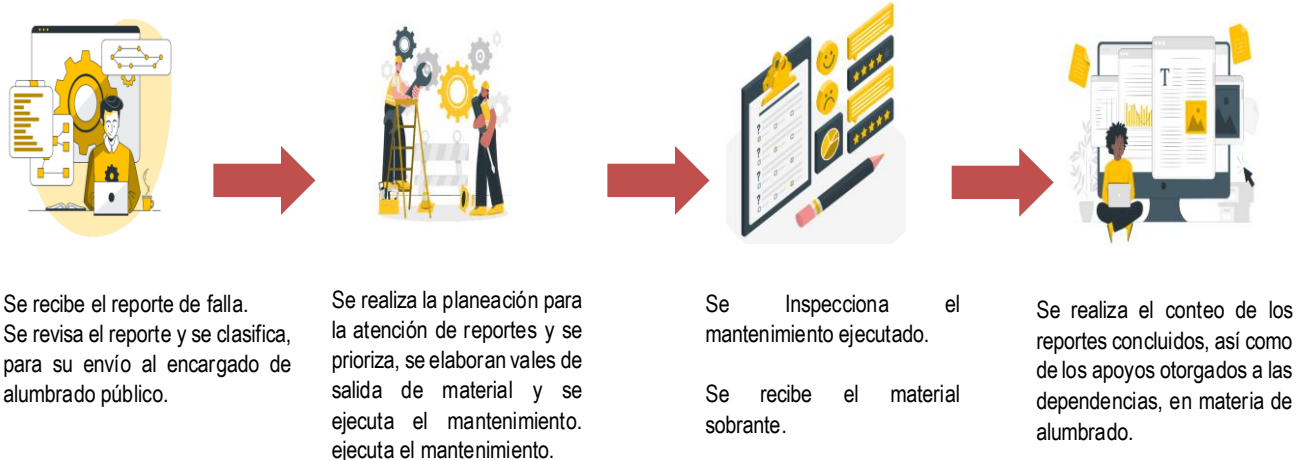 T
?
?
?
?
Se recibe el reporte de falla.
Se revisa el reporte y se clasifica,
para su envío al encargado de
alumbrado público.
Se realiza la planeación para
la atención de reportes y se
prioriza, se elaboran vales de
salida de material y se
ejecuta el mantenimiento.
ejecuta el mantenimiento.
Se Inspecciona el
mantenimiento ejecutado.
Se recibe el material
sobrante.
Se realiza el conteo de los
reportes concluidos, así como
de los apoyos otorgados a las
dependencias, en materia de
alumbrado.